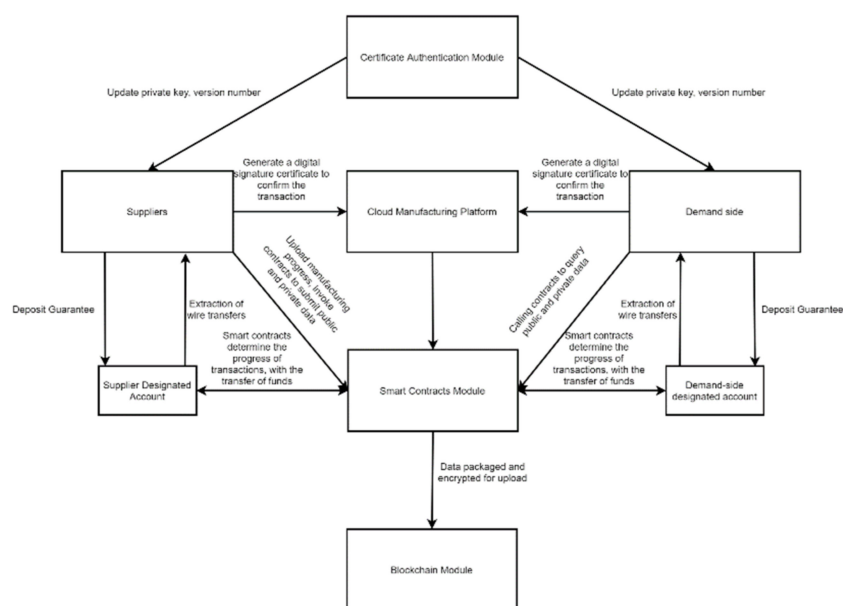 Certificate Authentication Module
Update private key, version number
Update private key, version number
Generate a digital
signature certificate to
confirm the
transaction
Generate a digital
signature certificate to
confirm the
transaction
Suppliers
Cloud Manufacturing Platform
Demand side
Upload manufacturing
progress, invoke
contracts to submit public
and private data
Calling contracts to query
public and private data
Deposit Guarantee
Extraction of
wire transfers
Extraction of
wire transfers
Deposit Guarantee
Smart contracts
determine the
progress of
transactions, with the
transfer of funds
Smart contracts
determine the
progress of
transactions, with the
transfer of funds
Supplier Designated
Account
Smart Contracts Module
Demand-side
designated account
Data packaged and
encrypted for upload
Blockchain Module